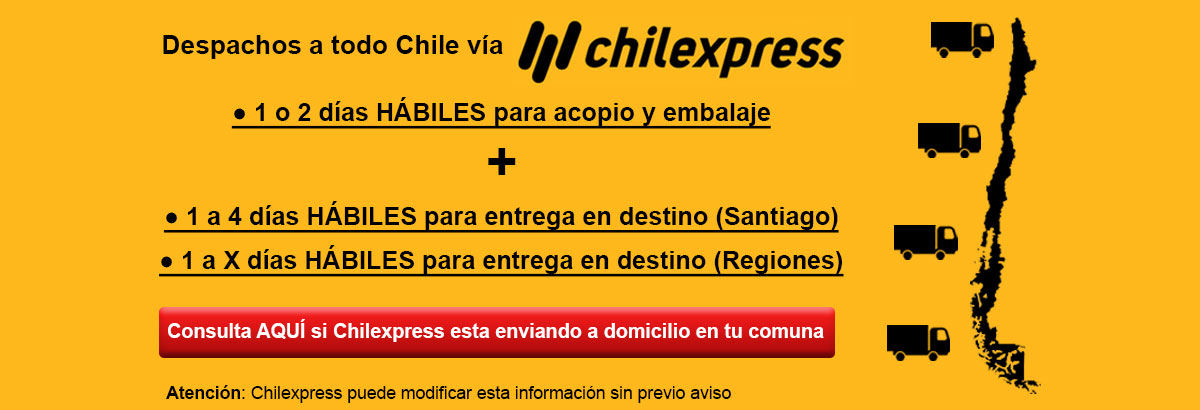 Despachos a todo Chile vía chilexpress
● 1 o 2 días HÁBILES para acopio y embalaje
+
● 1 a 4 días HÁBILES para entrega en destino (Santiago)
● 1 a X días HÁBILES para entrega en destino (Regiones)
Consulta AQUÍ si Chilexpress esta enviando a domicilio en tu comuna
Atención: Chilexpress puede modificar esta información sin previo aviso